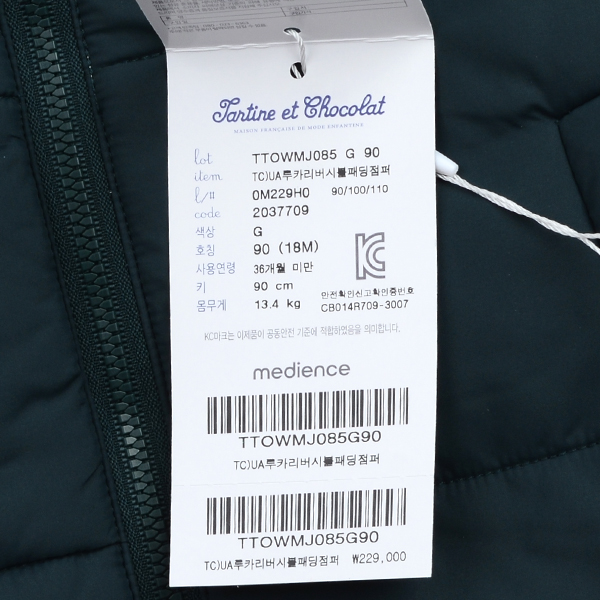 Tartine et Chocolat
MAISON FRANÇAISE DE MODE ENFANTINE
lot TTOWMJ085 G 90
item TC)UA루카리버시블패딩점퍼
l/# 0M229H0 90/100/110
code 2037709
색상 G
호칭 90 (18M)
사용연령 36개월 미만
키 90 cm
몸무게 13.4 kg
안전확인신고확인증번호
CB014R709-3007
KC마크는 이제품이 공통안전 기준에 적합하였음을 의미합니다.
medience
TTOWMJ085G90
TC)UA루카리버시블패딩점퍼
TTOWMJ085G90
TC)UA루카리버시블패딩점퍼 ₩229,000